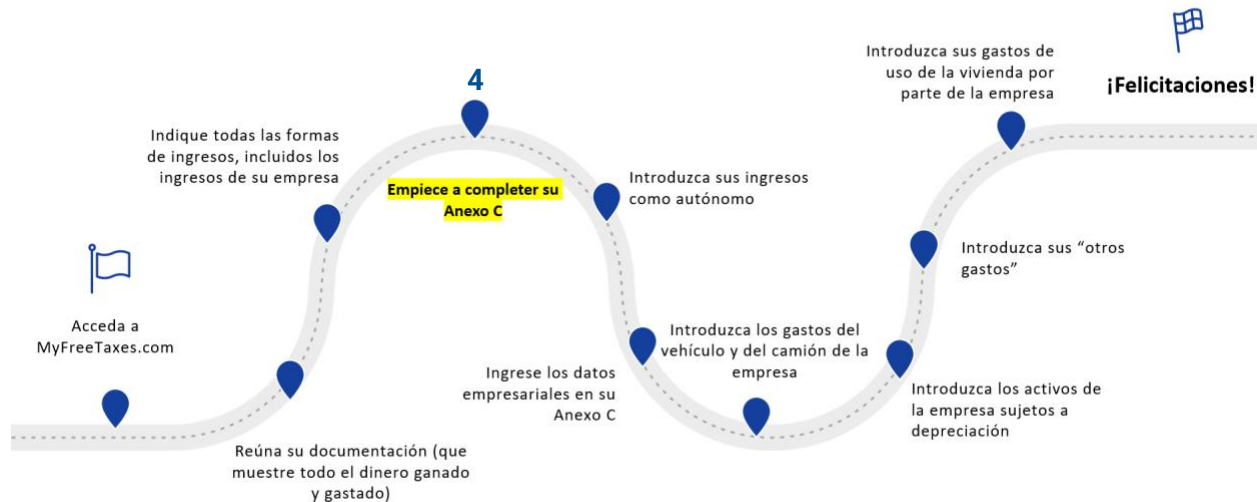 Acceda a
MyFreeTaxes.com
Reúna su documentación (que
muestre todo el dinero ganado
y gastado)
Indique todas las formas
de ingresos, incluidos los
ingresos de su empresa
4
Empiece a completer su
Anexo C
Introduzca sus ingresos
como autónomo
Ingrese los datos
empresariales en su
Anexo C
Introduzca los gastos del
vehículo y del camión de la
empresa
Introduzca los activos de
la empresa sujetos a
depreciación
Introduzca sus “otros
gastos”
Introduzca sus gastos de
uso de la vivienda por
parte de la empresa
¡Felicitaciones!